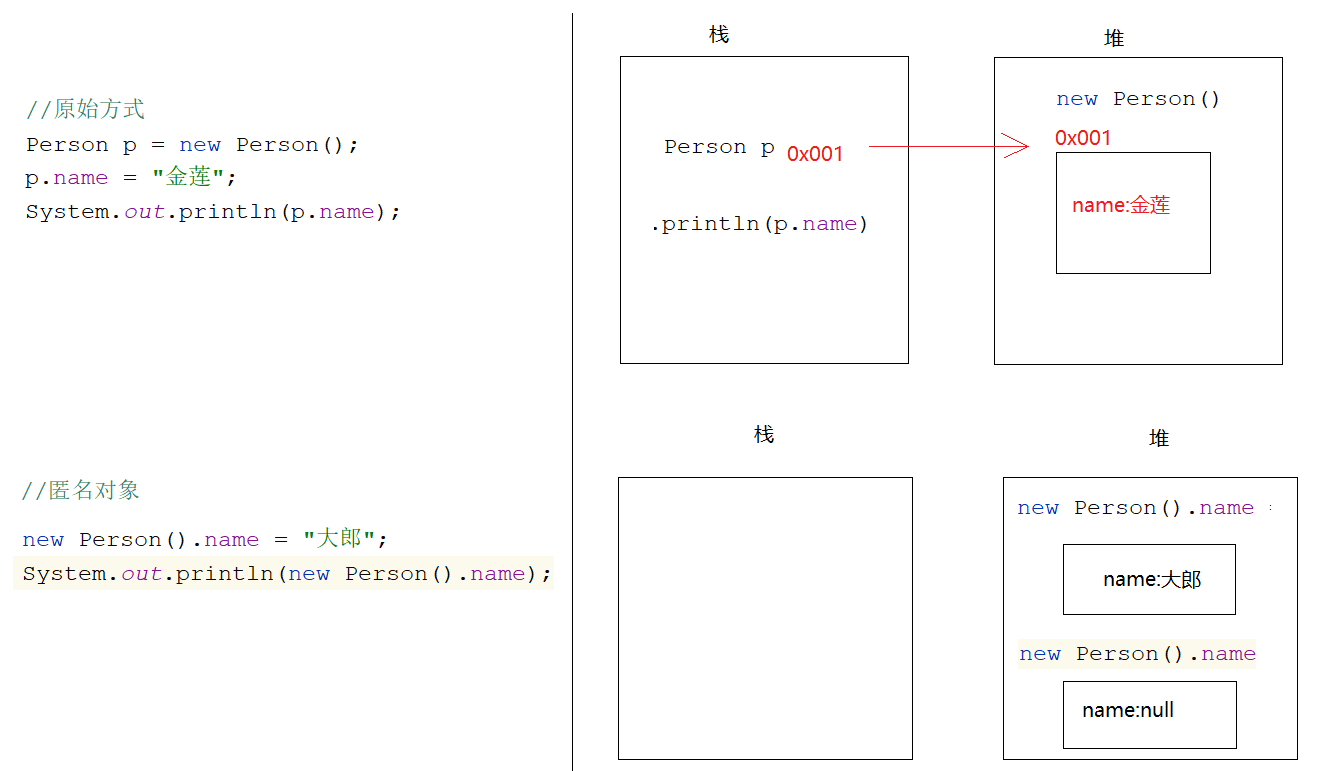 //原始方式
Person p = new Person();
p.name = "金莲";
System.out.println(p.name);
栈
堆
Person p 0x001
.println(p.name)
new Person()
0x001
name:金莲
//匿名对象
new Person().name = "大郎";
System.out.println(new Person().name);
栈
堆
new Person().name
name:大郎
new Person().name
name:null